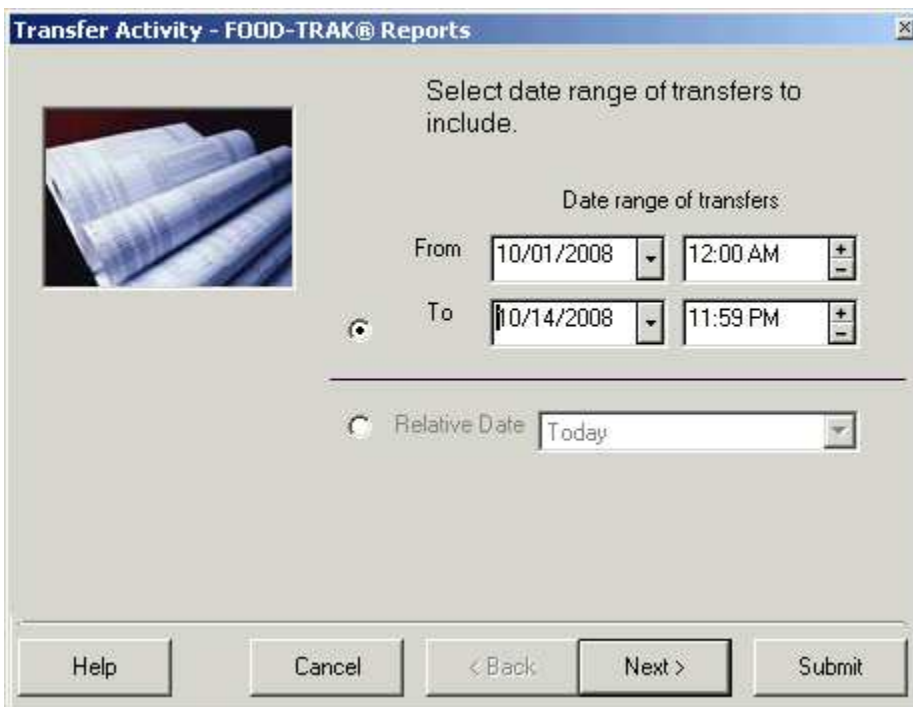 Transfer Activity - FOOD-TRAK® Reports
Select date range of transfers to
include.
Date range of transfers
From 10/01/2008 12:00 AM
To 10/14/2008 11:59 PM
Relative Date Today
Help Cancel < Back Next > Submit